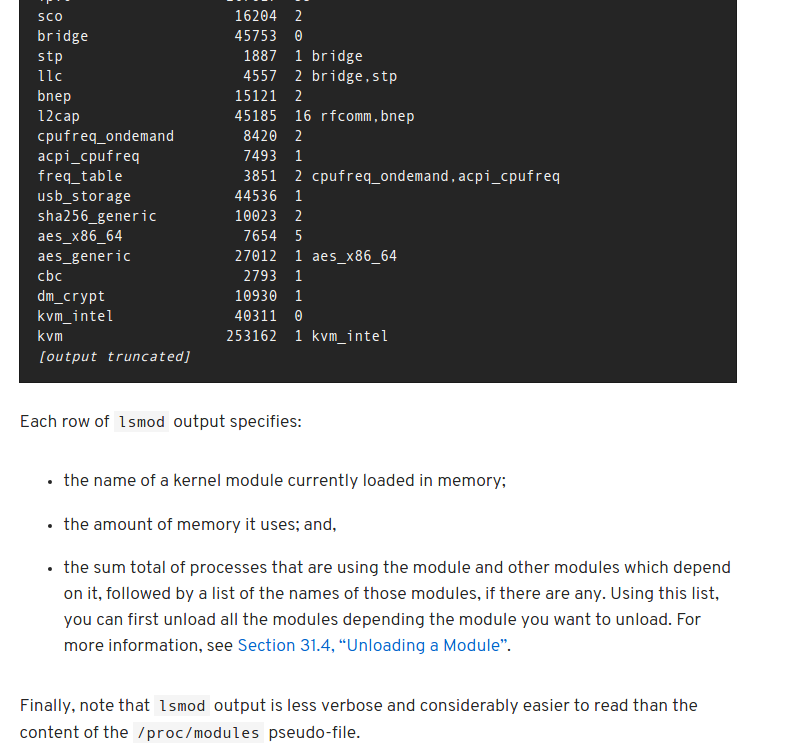 sco 16204 2
bridge 45753 0
stp 1887 1 bridge
llc 4557 2 bridge,stp
bnep 15121 2
l2cap 45185 16 rfcomm,bnep
cpufreq_ondemand 8420 2
acpi_cpufreq 7493 1
freq_table 3851 2 cpufreq_ondemand,acpi_cpufreq
usb_storage 44536 1
sha256_generic 10023 2
aes_x86_64 7654 5
aes_generic 27012 1 aes_x86_64
cbc 2793 1
dm_crypt 10930 1
kvm_intel 40311 0
kvm 253162 1 kvm_intel
[output truncated]
Each row of lsmod output specifies:
• the name of a kernel module currently loaded in memory;
• the amount of memory it uses; and,
• the sum total of processes that are using the module and other modules which depend
on it, followed by a list of the names of those modules, if there are any. Using this list,
you can first unload all the modules depending the module you want to unload. For
more information, see Section 31.4, “Unloading a Module”.
Finally, note that lsmod output is less verbose and considerably easier to read than the
content of the /proc/modules pseudo-file.